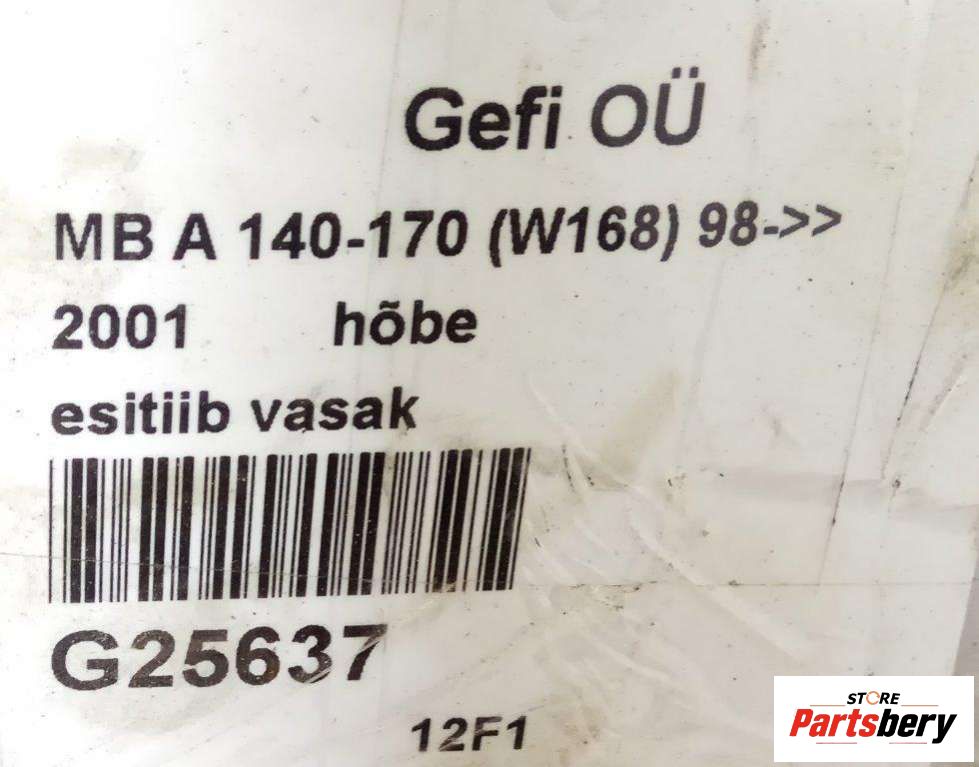 Gefi OÜ
MB A 140-170 (W168) 98->>
2001 hõbe
esitiib vasak
G25637
12F1
STORE
Partsbery